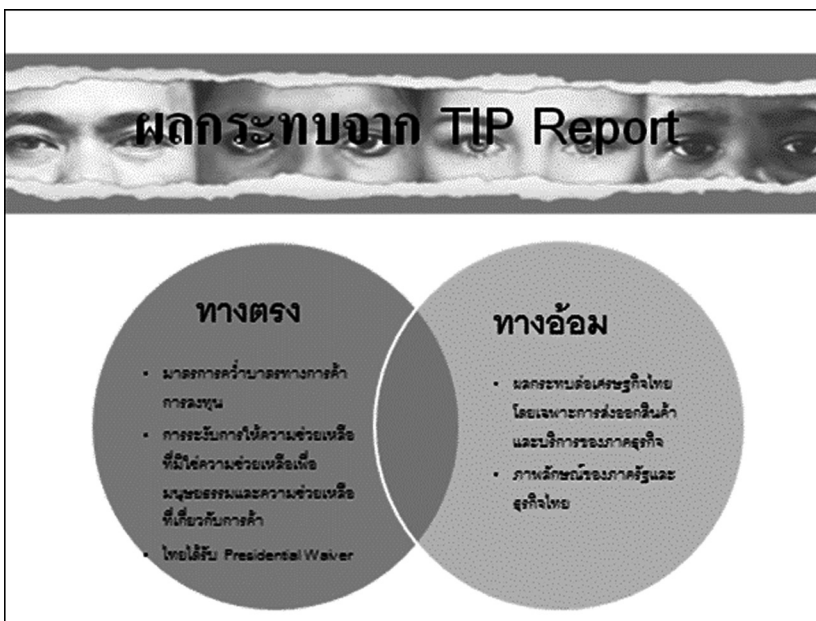 ผลกระทบจาก TIP Report
ทางตรง
• มาตรการคว่ำบาตรทางการค้า
การลงทุน
• การระงับการให้ความช่วยเหลือ
ที่มิใช่ความช่วยเหลือเพื่อ
มนุษยธรรมและความช่วยเหลือ
ที่เกี่ยวกับการค้า
• ไทยได้รับ Presidential Waiver
ทางอ้อม
• ผลกระทบต่อเศรษฐกิจไทย
โดยเฉพาะการส่งออกสินค้า
และบริการของภาคธุรกิจ
• ภาพลักษณ์ของภาครัฐและ
ธุรกิจไทย